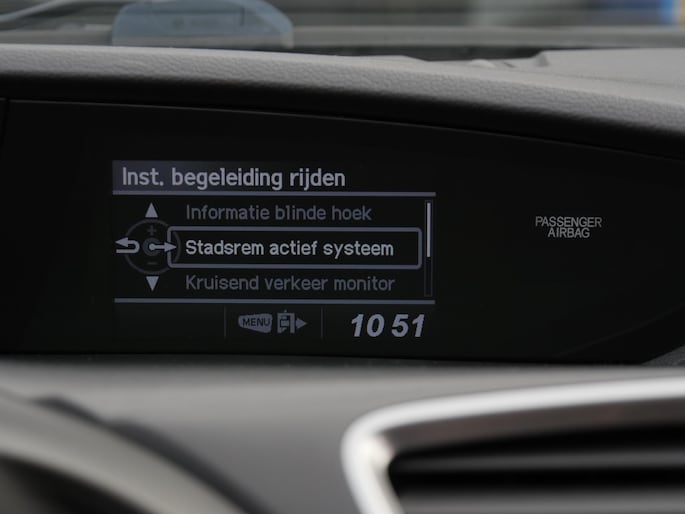 Inst. begeleiding rijden
Informatie blinde hoek
Stadsrem actief systeem
Kruisend verkeer monitor
MENU
10 51
PASSENGER
AIRBAG